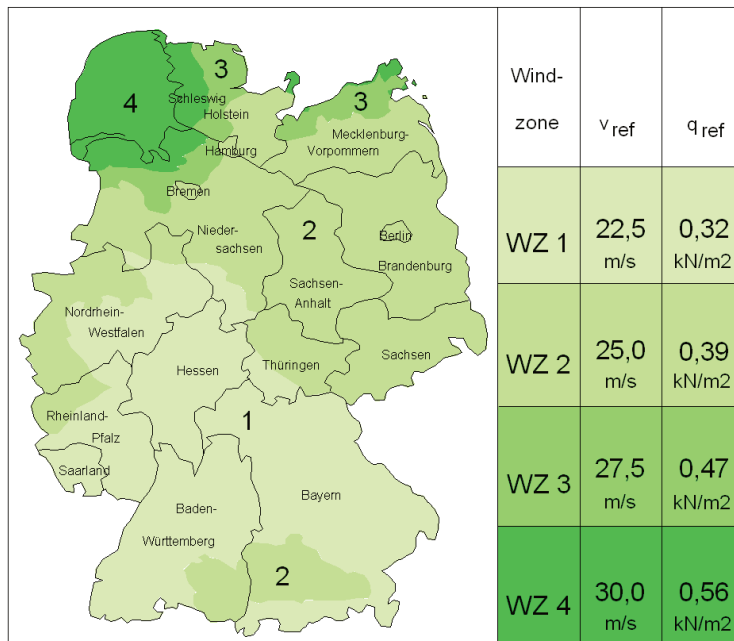 4
3
Schleswig
Holstein
Hamburg
3
Mecklenburg-
Vorpommern
Bremen
Nieder-
sachsen
2
Berlin
Brandenburg
Sachsen-
Anhalt
Nordrhein-
Westfalen
Hessen
Thüringen
Sachsen
Rheinland-
Pfalz
1
Saarland
Baden-
Württemberg
Bayern
2
Wind-
zone
v ref
q ref
WZ 1
22,5
m/s
0,32
kN/m2
WZ 2
25,0
m/s
0,39
kN/m2
WZ 3
27,5
m/s
0,47
kN/m2
WZ 4
30,0
m/s
0,56
kN/m2